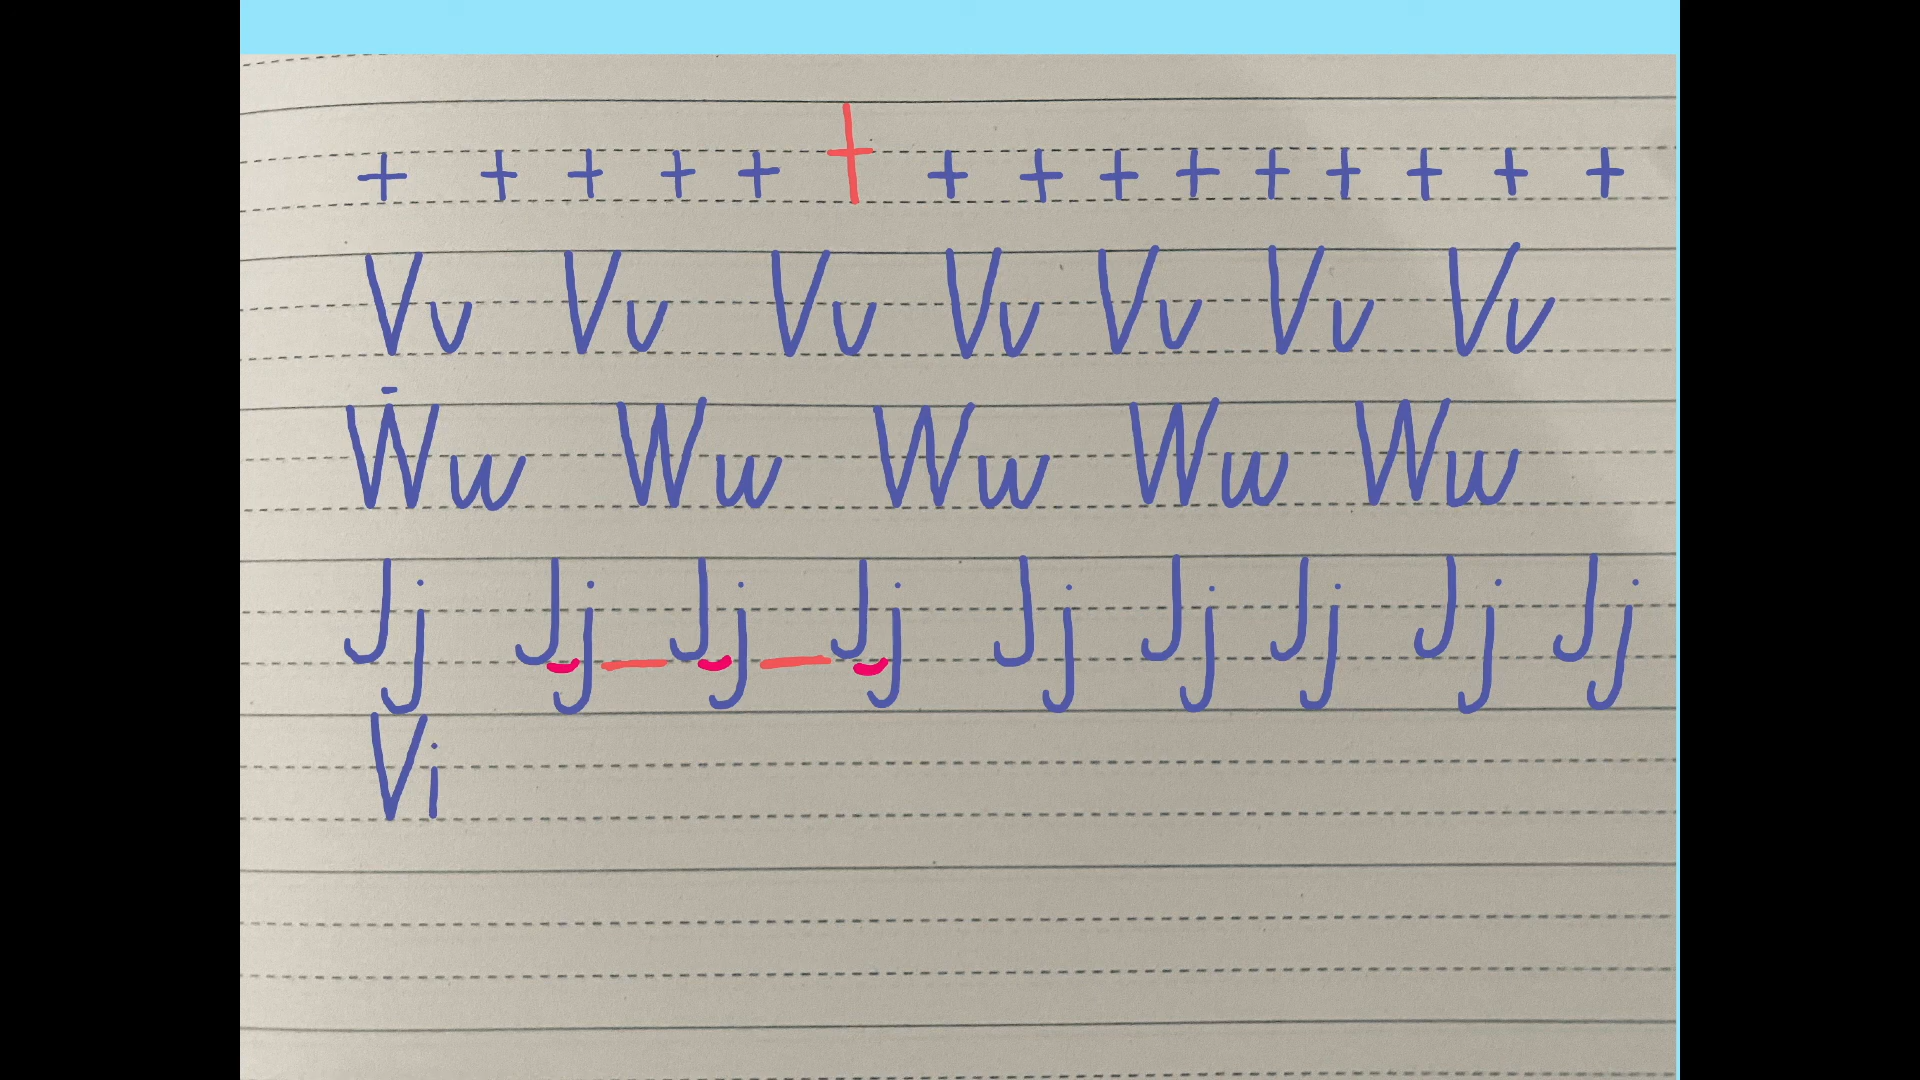 + + + + + + + + + + + + + + +
Vv Vv Vv Vv Vv Vv Vv
Ww Ww Ww Ww Ww
Jj Jj Jj Jj Jj Jj Jj Jj Jj
Vi